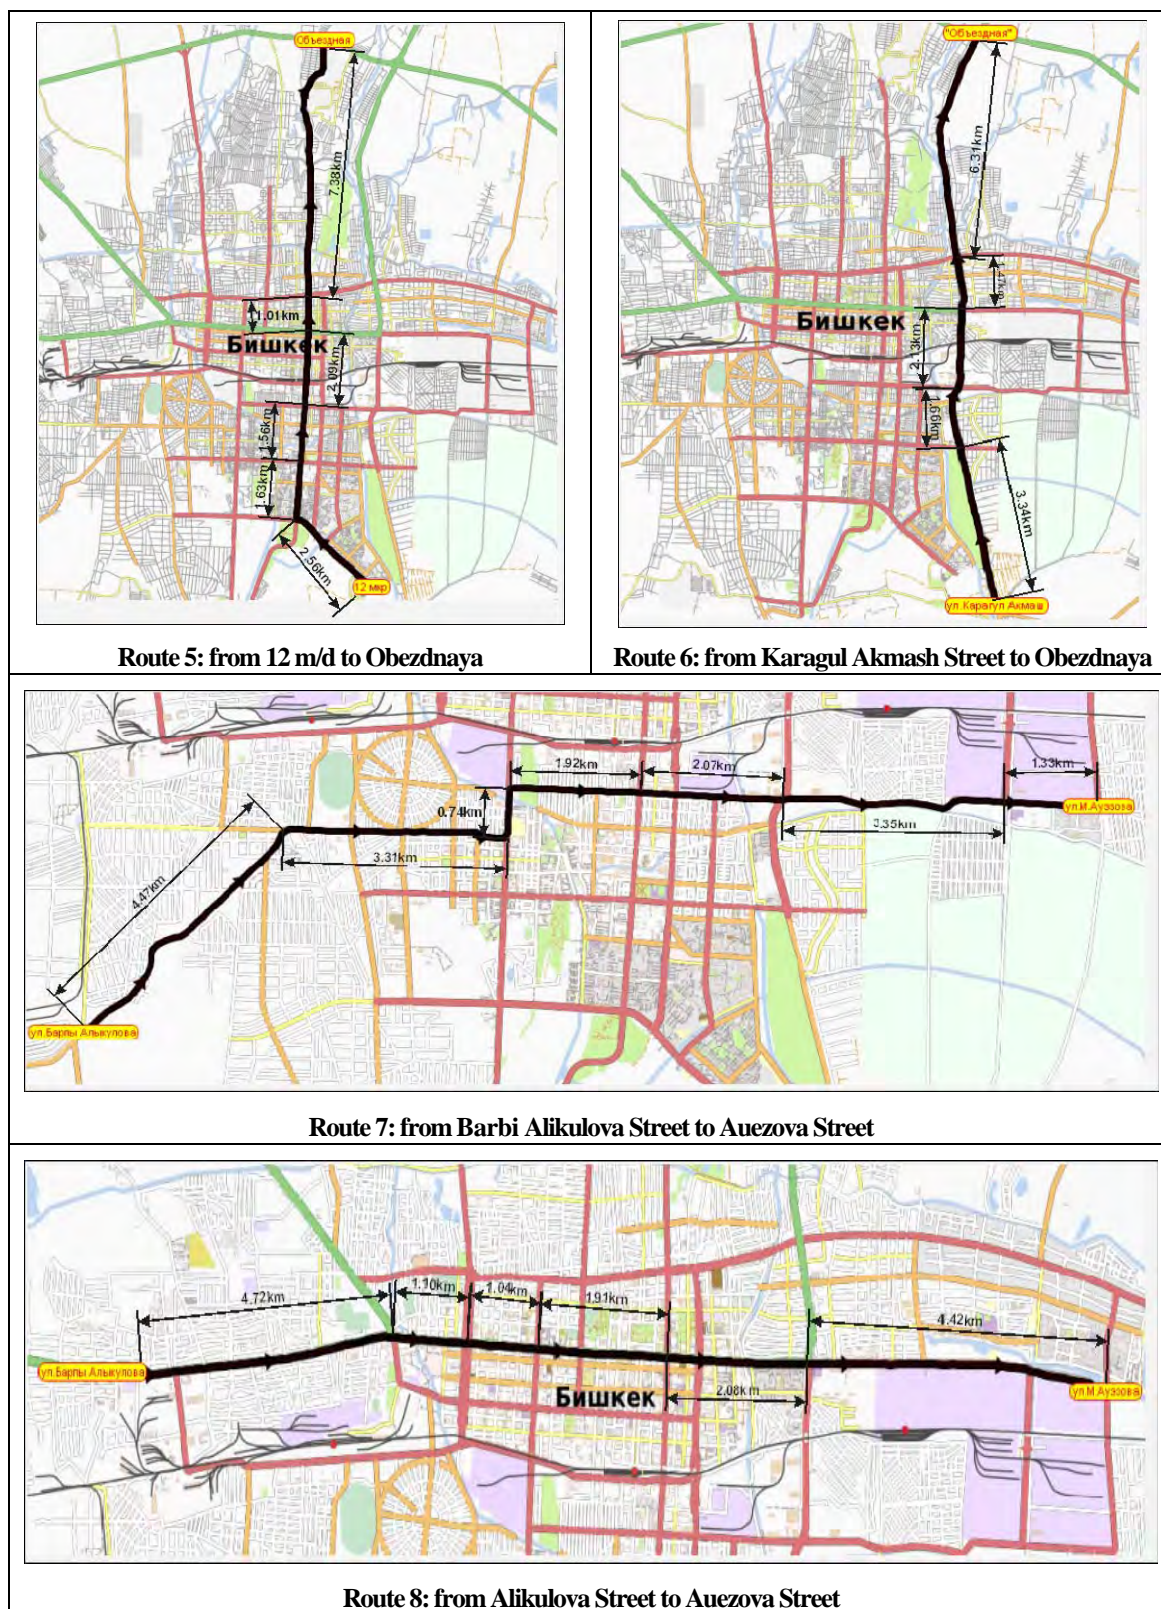 Объездная
7.38km
1.01km
Бишкек
2.09km
1.56km
1.63km
2.56km
12 мкр
Route 5: from 12 m/d to Obezdnaya
"Объездная"
6.31km
1.47km
Бишкек
2.13km
1.66km
3.34km
ул.Карагул Акмаш
Route 6: from Karagul Akmash Street to Obezdnaya
1.92km
2.07km
1.33km
0.74km
ул.М.Ауэзова
3.35km
3.31km
4.47km
ул.Барпы Алыкулова
Route 7: from Barbi Alikulova Street to Auezova Street
4.72km
1.10km
1.04km
1.91km
4.42km
ул.Барпы Алыкулова
Бишкек
2.08km
ул.М.Ауэзова
Route 8: from Alikulova Street to Auezova Street